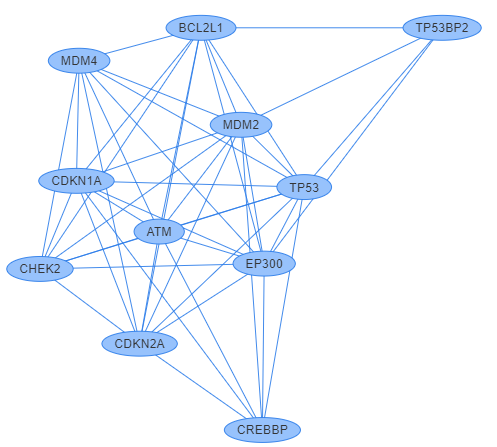 BCL2L1
TP53BP2
MDM4
MDM2
CDKN1A
TP53
ATM
EP300
CHEK2
CDKN2A
CREBBP